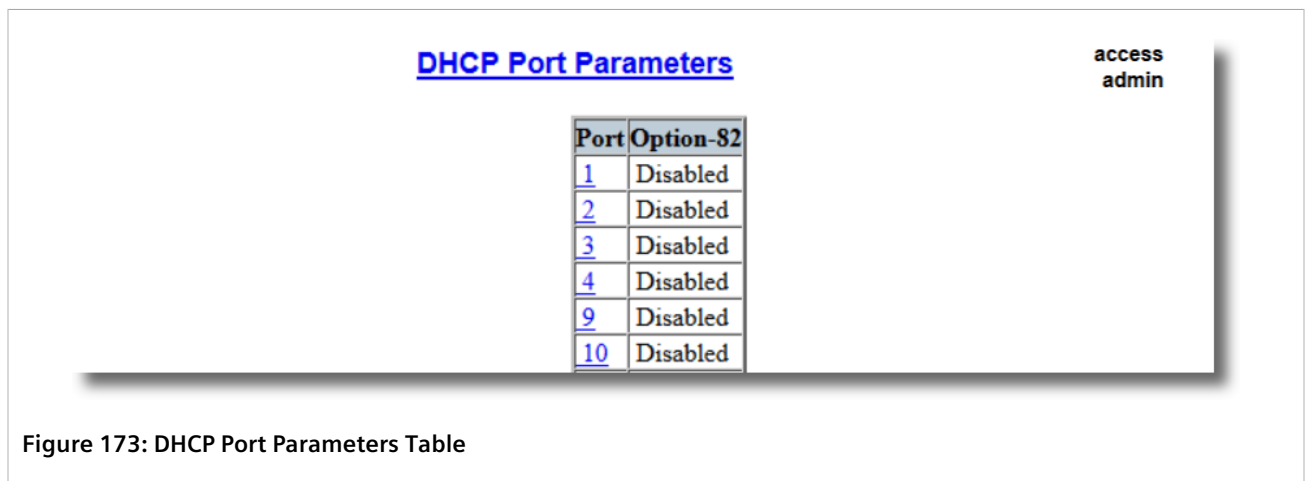 DHCP Port Parameters
access
admin
Port Option-82
1 Disabled
2 Disabled
3 Disabled
4 Disabled
9 Disabled
10 Disabled
Figure 173: DHCP Port Parameters Table